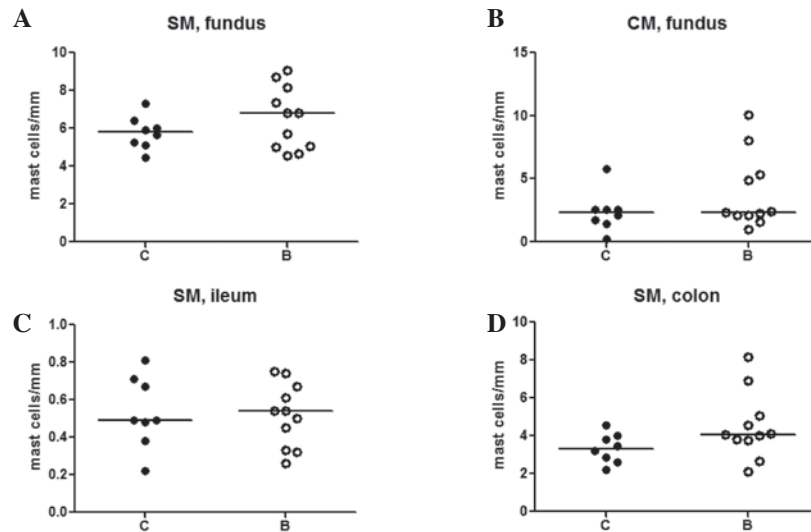 A
SM, fundus
mast cells/mm
10
8
6
4
2
0
C
B
B
CM, fundus
mast cells/mm
15
10
5
0
C
B
C
SM, ileum
mast cells/mm
1.0
0.8
0.6
0.4
0.2
0.0
C
B
D
SM, colon
mast cells/mm
10
8
6
4
2
0
C
B